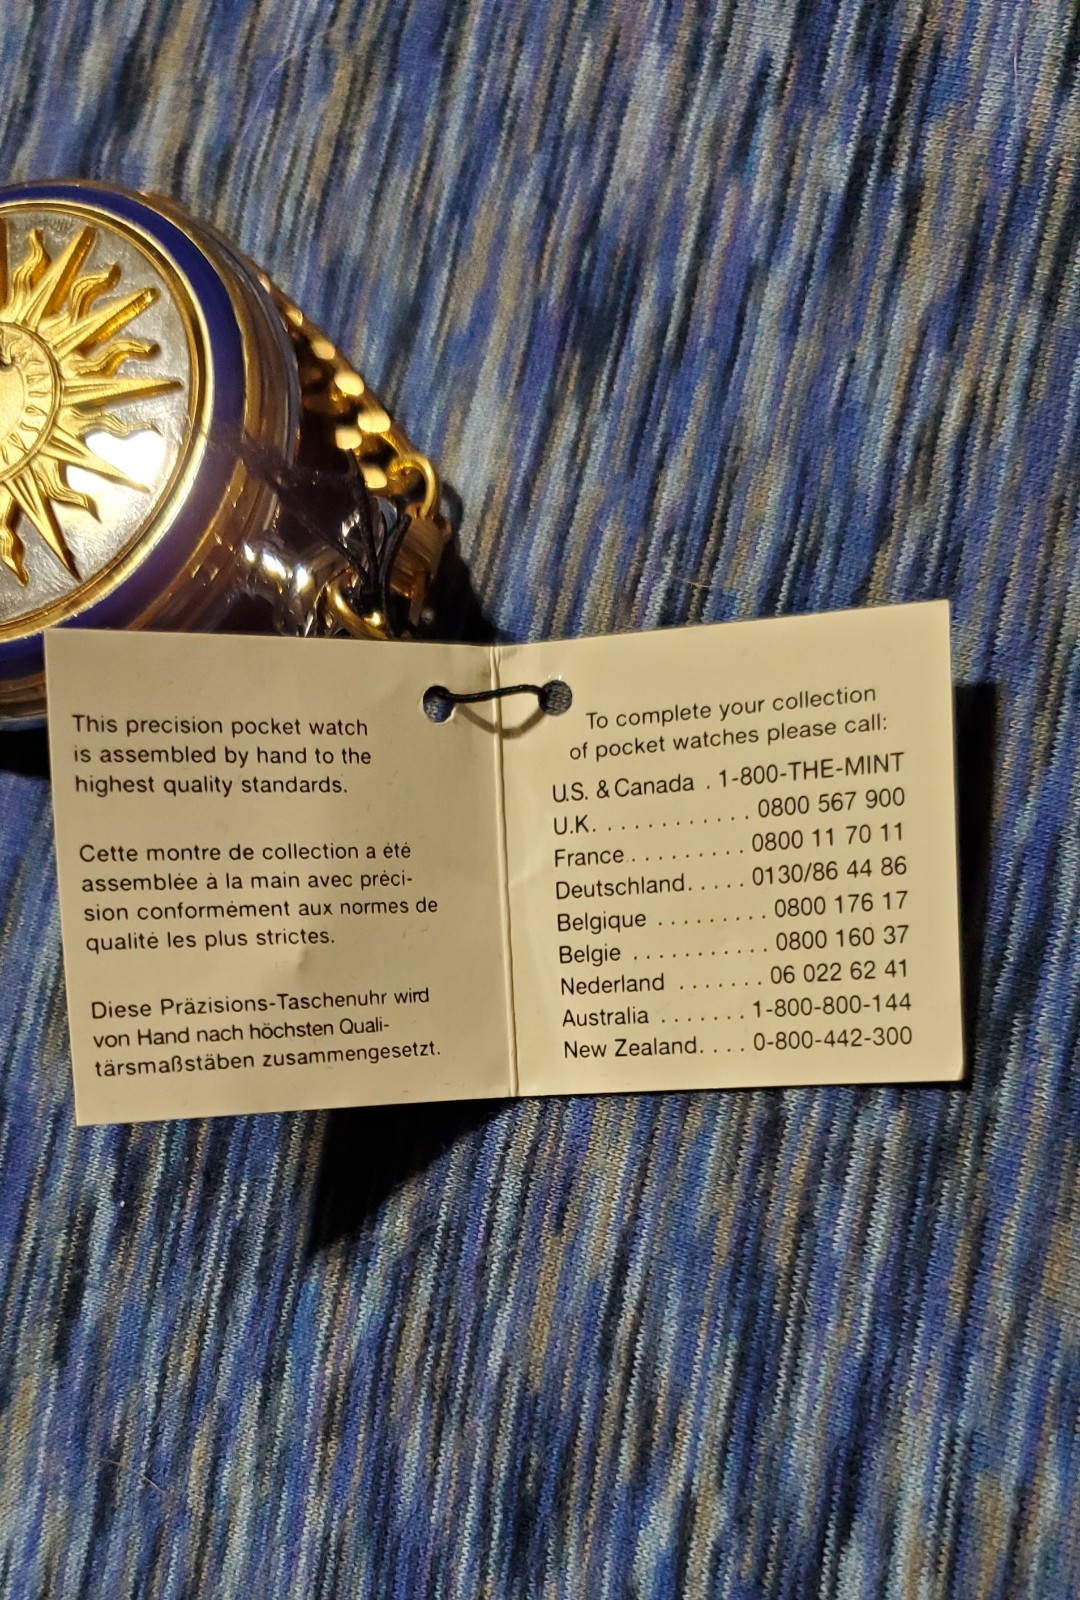 This precision pocket watch
is assembled by hand to the
highest quality standards.
Cette montre de collection a été
assemblée à la main avec préci-
sion conformément aux normes de
qualité les plus strictes.
Diese Präzisions-Taschenuhr wird
von Hand nach höchsten Quali-
tärsmaßstäben zusammengesetzt.
To complete your collection
of pocket watches please call:
U.S. & Canada . 1-800-THE-MINT
U.K. . . . . . . . . . . . . 0800 567 900
France . . . . . . . . . 0800 11 70 11
Deutschland. . . . . 0130/86 44 86
Belgique . . . . . . . . . 0800 176 17
Belgie . . . . . . . . . . . 0800 160 37
Nederland . . . . . . . 06 022 62 41
Australia . . . . . . . 1-800-800-144
New Zealand. . . . 0-800-442-300